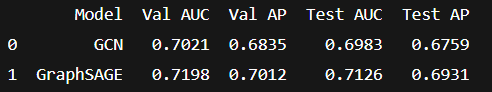 Model Val AUC Val AP Test AUC Test AP
0 GCN 0.7021 0.6835 0.6983 0.6759
1 GraphSAGE 0.7198 0.7012 0.7126 0.6931